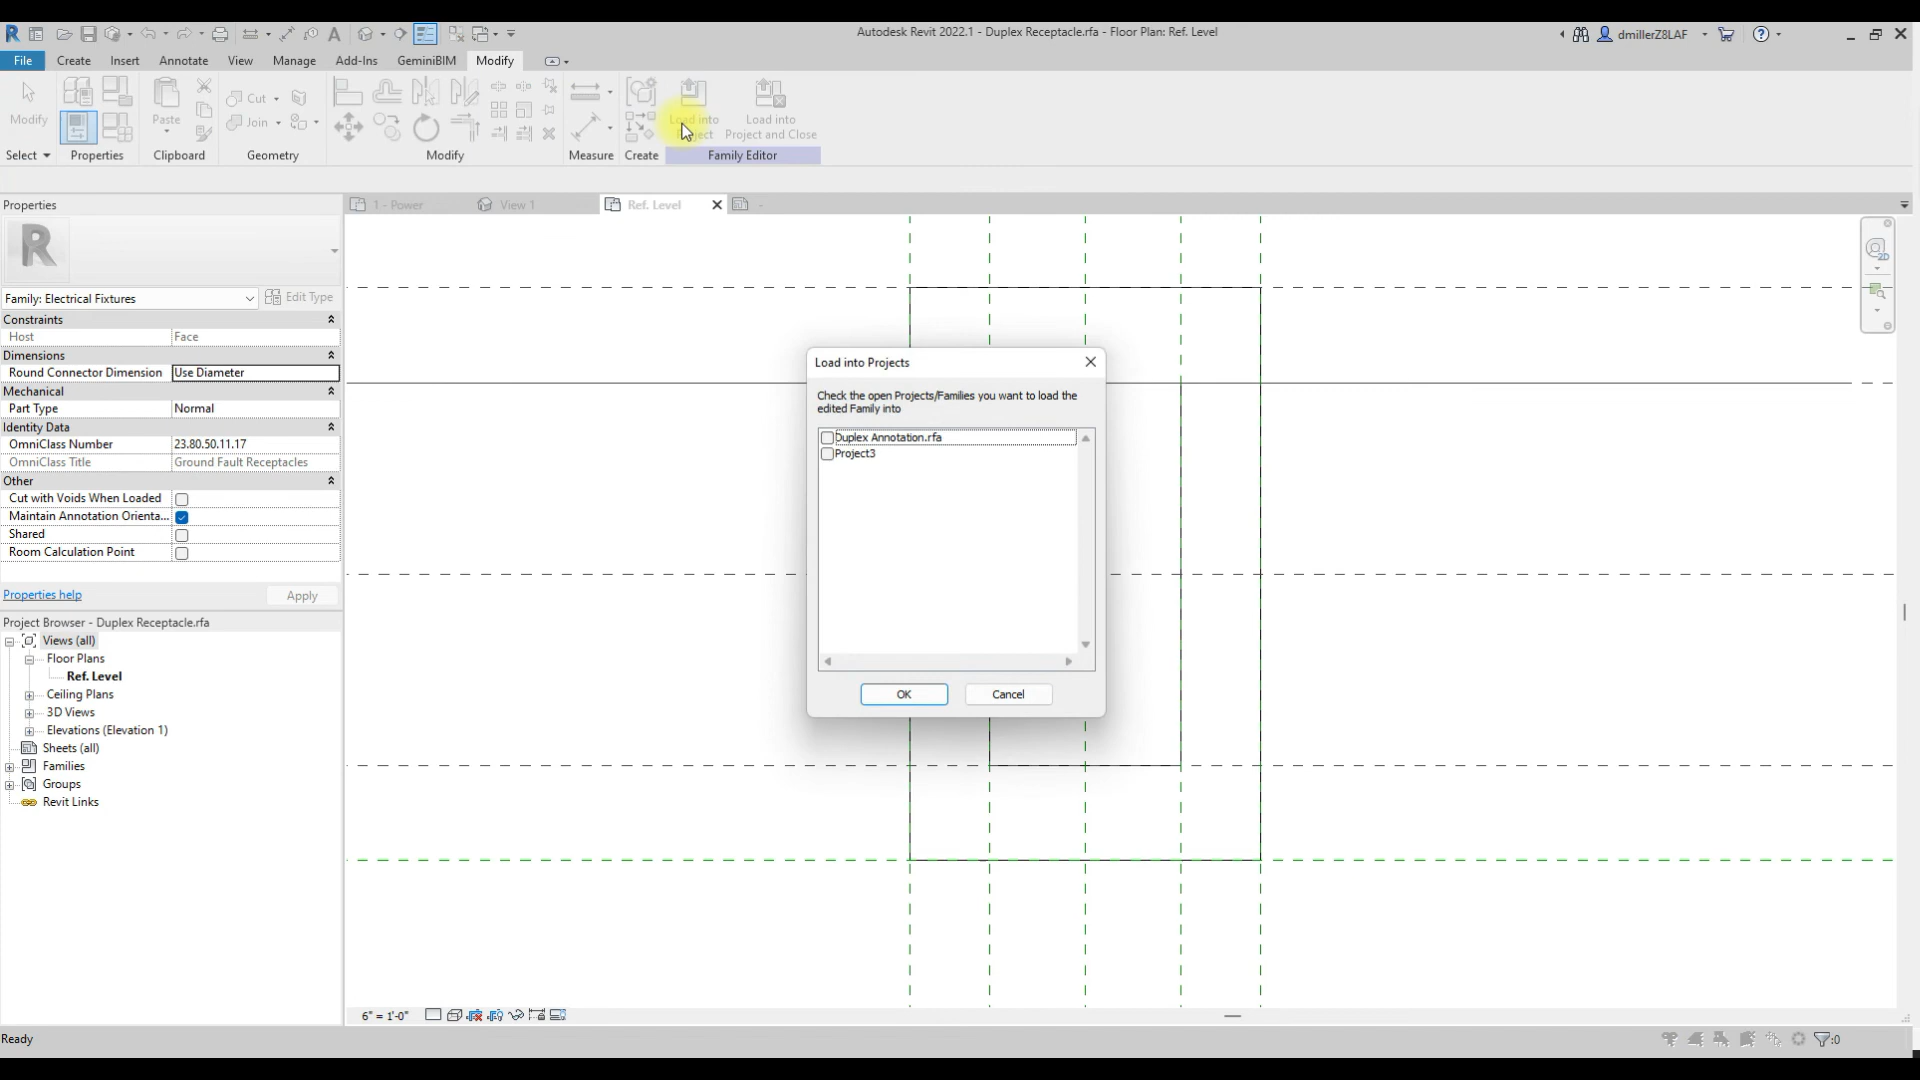 Autodesk Revit 2022.1 - Duplex Receptacle.rfa - Floor Plan: Ref. Level
dmillerZ8LAF
File Create Insert Annotate View Manage Add-Ins GeminiBIM Modify
Modify
Paste
Cut
Join
Load into
Project
Load into
Project and Close
Select Properties Clipboard Geometry Modify Measure Create Family Editor
Properties
1 - Power View 1 Ref. Level -
R
Family: Electrical Fixtures Edit Type
Constraints
Host Face
Dimensions
Round Connector Dimension Use Diameter
Mechanical
Part Type Normal
Identity Data
OmniClass Number 23.80.50.11.17
OmniClass Title Ground Fault Receptacles
Other
Cut with Voids When Loaded
Maintain Annotation Orienta...
Shared
Room Calculation Point
Properties help Apply
Project Browser - Duplex Receptacle.rfa
Views (all)
Floor Plans
Ref. Level
Ceiling Plans
3D Views
Elevations (Elevation 1)
Sheets (all)
Families
Groups
Revit Links
Load into Projects
Check the open Projects/Families you want to load the
edited Family into
Duplex Annotation.rfa
Project3
OK Cancel
2D
6" = 1'-0"
Ready
:0